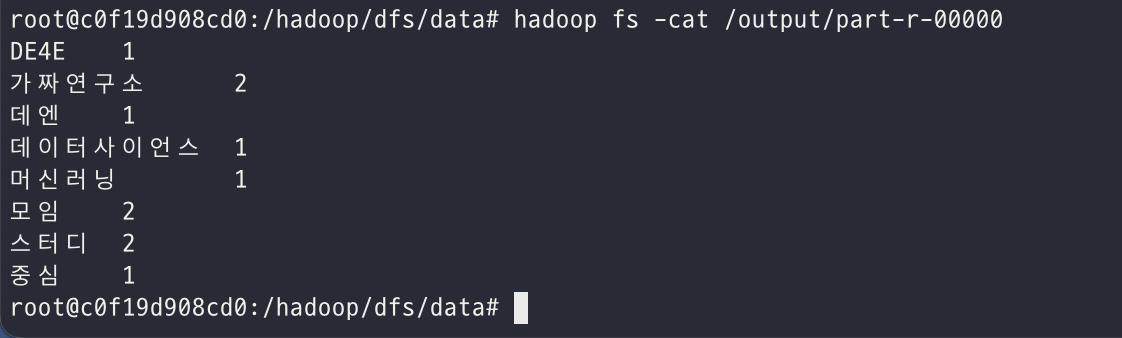 root@c0f19d908cd0:/hadoop/dfs/data# hadoop fs -cat /output/part-r-00000
DE4E	1
가짜연구소	2
데엔	1
데이터사이언스	1
머신러닝	1
모임	2
스터디	2
중심	1
root@c0f19d908cd0:/hadoop/dfs/data#